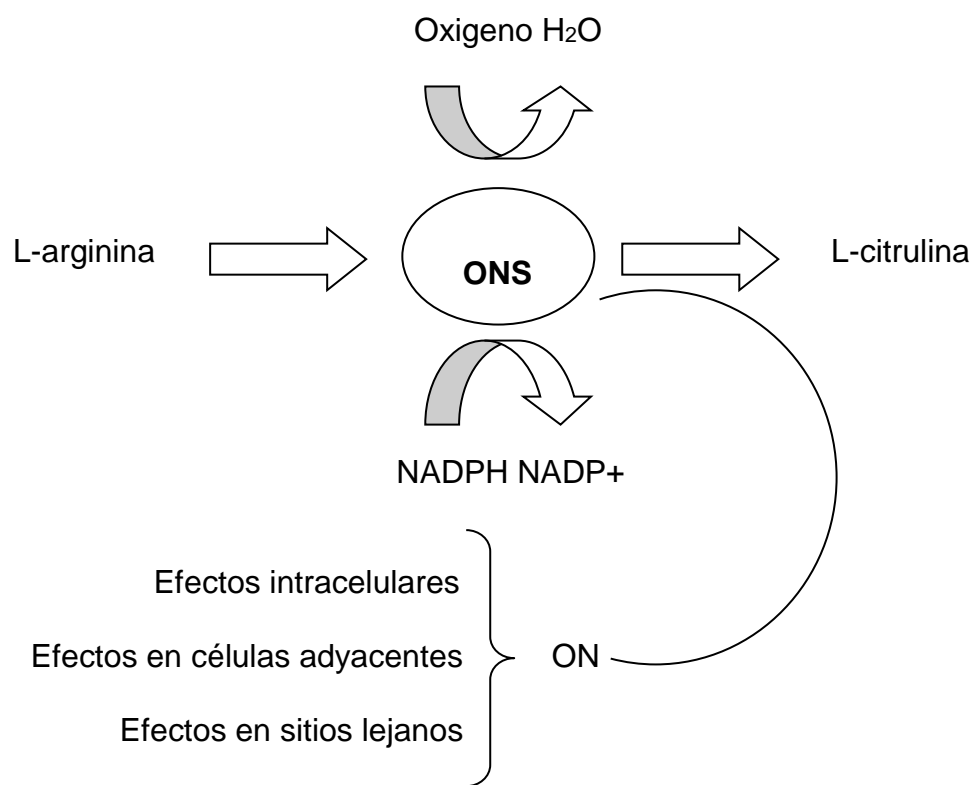 Oxigeno H₂O
L-arginina
ONS
L-citrulina
NADPH NADP+
Efectos intracelulares
Efectos en células adyacentes
ON
Efectos en sitios lejanos